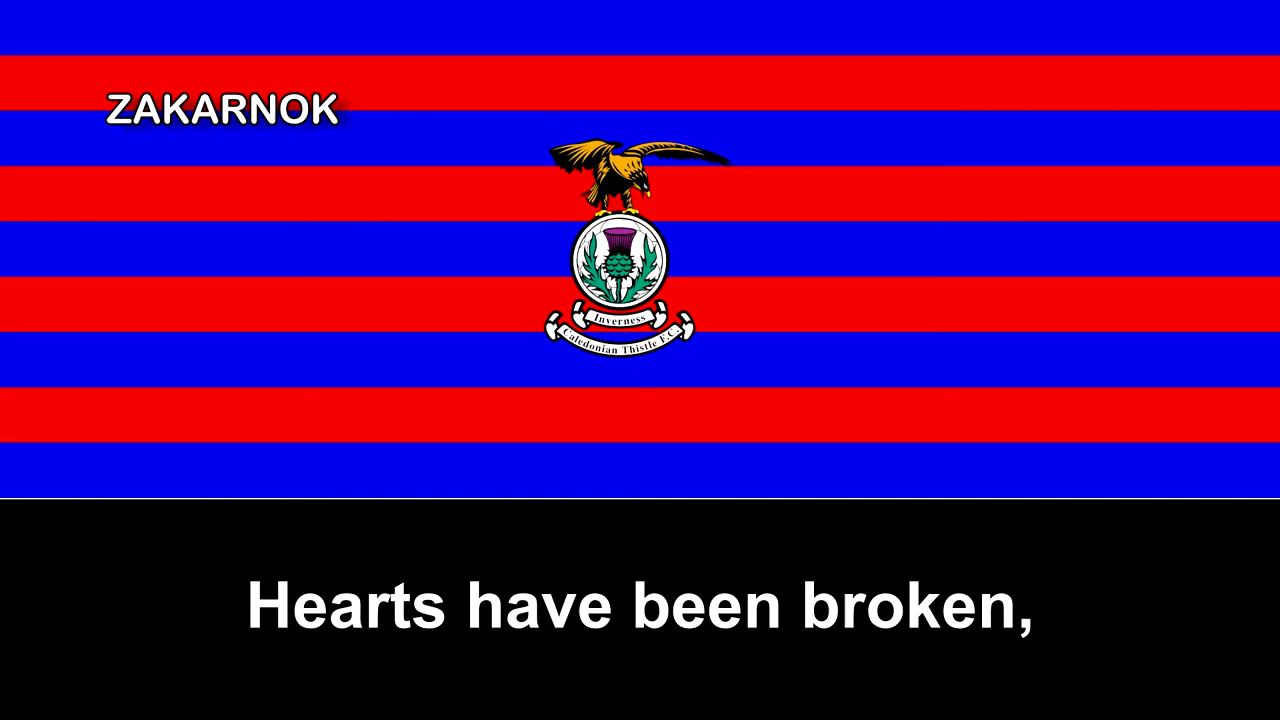 ZAKARNOK
Inverness
Caledonian Thistle F.C.
Hearts have been broken,